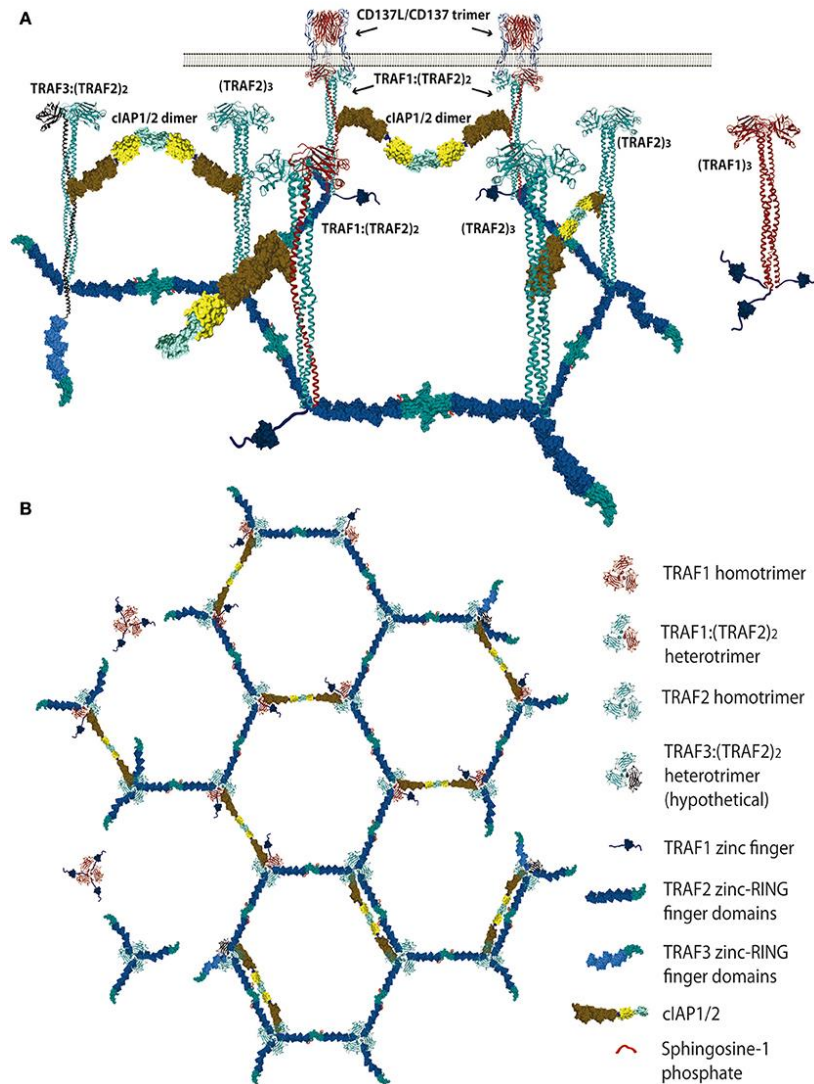 A
CD137L/CD137 trimer
TRAF3:(TRAF2)2
(TRAF2)3
TRAF1:(TRAF2)2
cIAP1/2 dimer
cIAP1/2 dimer
(TRAF2)3
(TRAF1)3
TRAF1:(TRAF2)2
(TRAF2)3
B
TRAF1 homotrimer
TRAF1:(TRAF2)2
heterotrimer
TRAF2 homotrimer
TRAF3:(TRAF2)2
heterotrimer
(hypothetical)
TRAF1 zinc finger
TRAF2 zinc-RING
finger domains
TRAF3 zinc-RING
finger domains
cIAP1/2
Sphingosine-1
phosphate